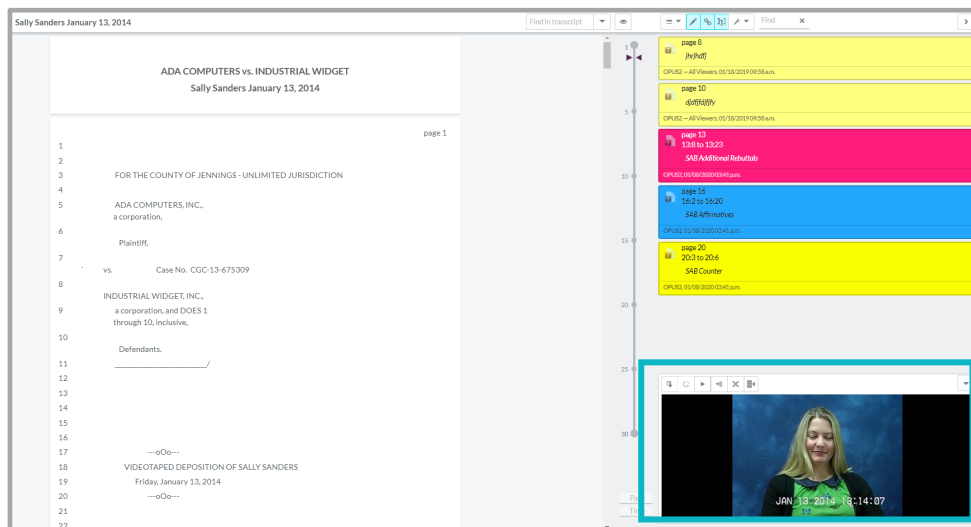 Sally Sanders January 13, 2014
Find in transcript
Find
ADA COMPUTERS vs. INDUSTRIAL WIDGET
Sally Sanders January 13, 2014
page 1
1
2
3 FOR THE COUNTY OF JENNINGS - UNLIMITED JURISDICTION
4
5 ADA COMPUTERS, INC.,
a corporation,
6
Plaintiff,
7
vs. Case No. CGC-13-675309
8
INDUSTRIAL WIDGET, INC.,
9 a corporation, and DOES 1
through 10, inclusive,
10
Defendants.
11 ______________________/
12
13
14
15
16
17 ---oOo---
18 VIDEOTAPED DEPOSITION OF SALLY SANDERS
19 Friday, January 13, 2014
20 ---oOo---
21
22
1
5
10
15
20
25
30
page 8
jhrjhdfj
OPUS2 — All Viewers, 01/18/2019 09:58 a.m.
page 10
OPUS2 — All Viewers, 01/18/2019 09:58 a.m.
page 13
13:8 to 13:23
SAB Additional Rebuttals
OPUS2, 01/08/2020 03:41 p.m.
page 16
16:2 to 16:20
SAB Affirmatives
OPUS2, 01/08/2020 03:41 p.m.
page 20
20:3 to 20:6
SAB Counter
OPUS2, 01/08/2020 03:41 p.m.
JAN 13 2014 13:14:07